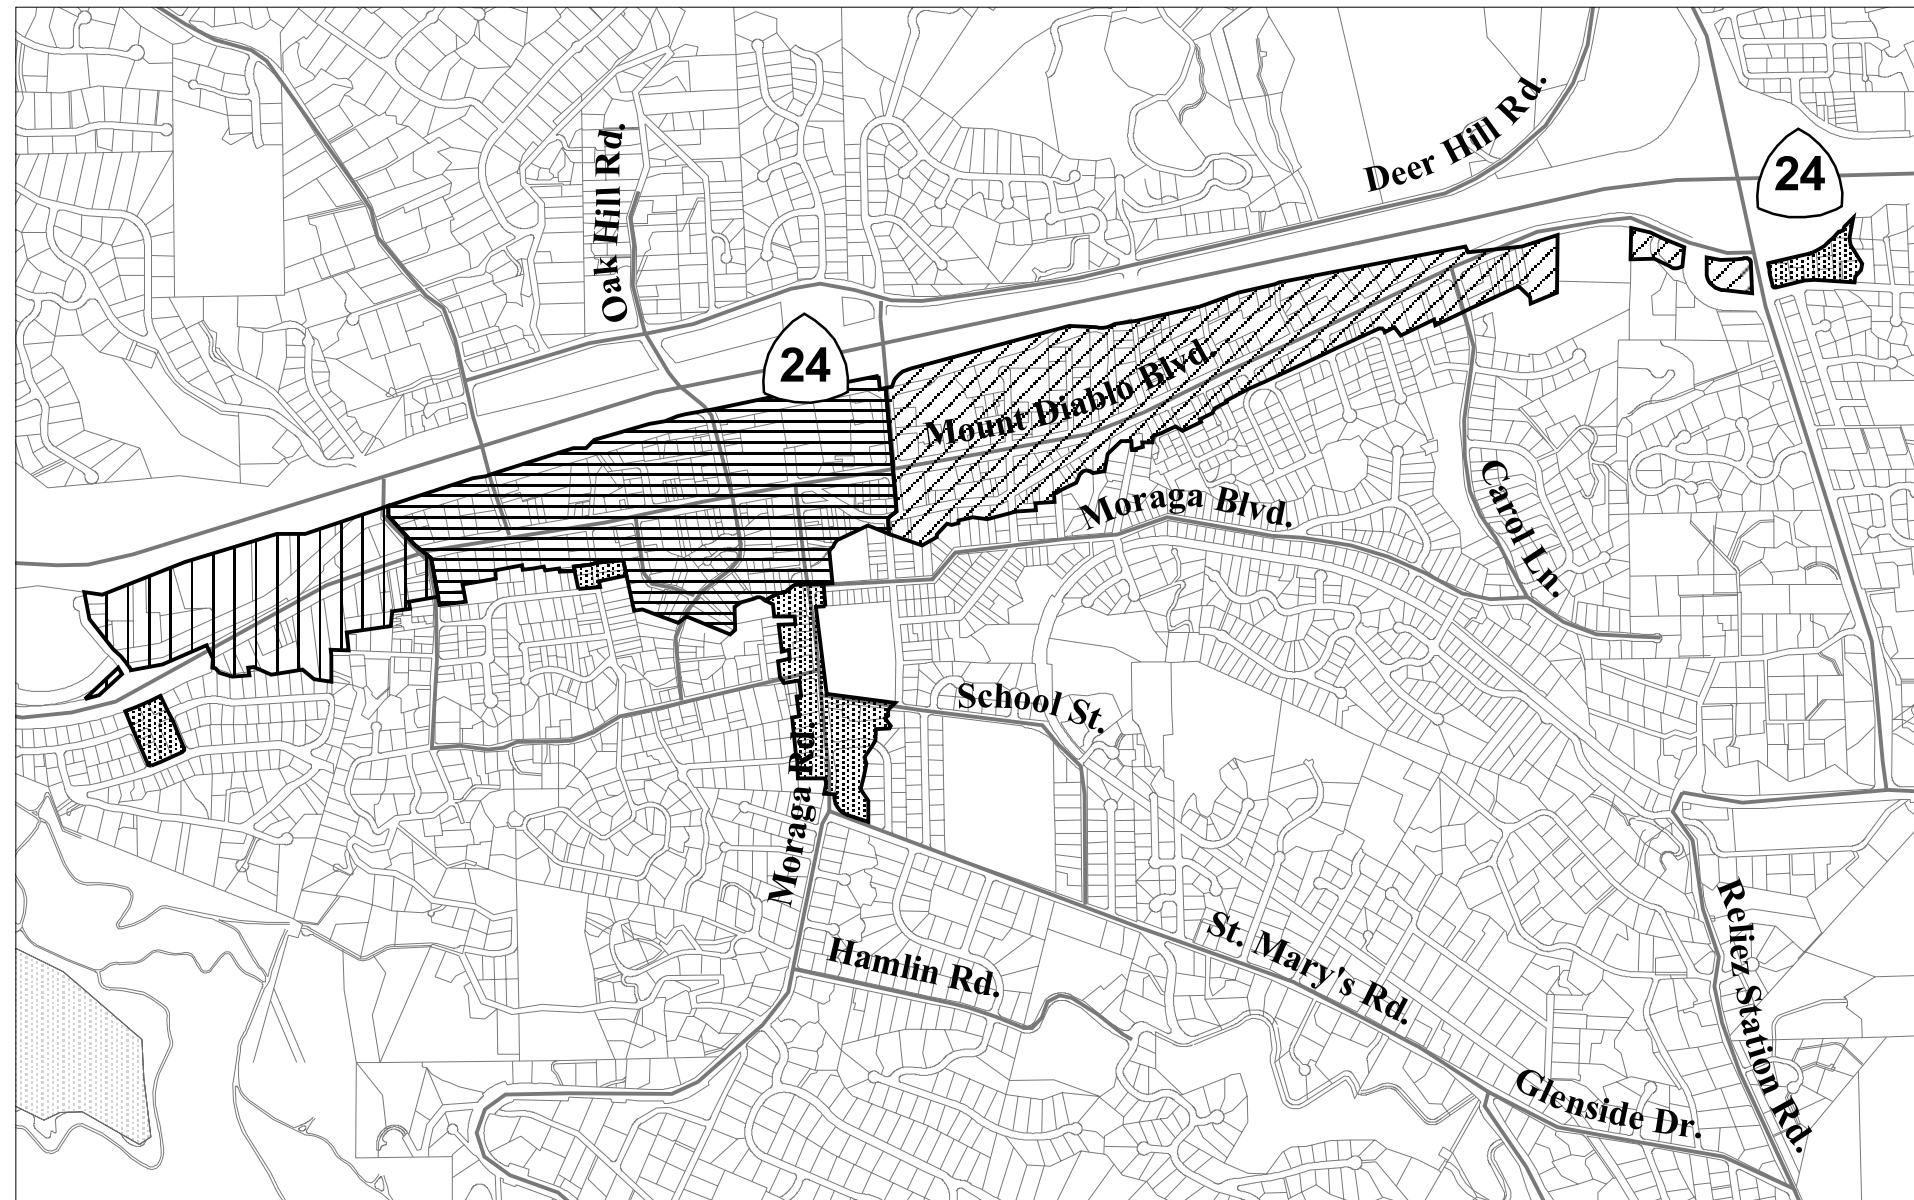 Deer Hill Rd.
24
Oak Hill Rd.
24
Mount Diablo Blvd.
Moraga Blvd.
Carol Ln.
School St.
Moraga Rd.
Reliez Station Rd.
St. Mary's Rd.
Hamlin Rd.
Glenside Dr.